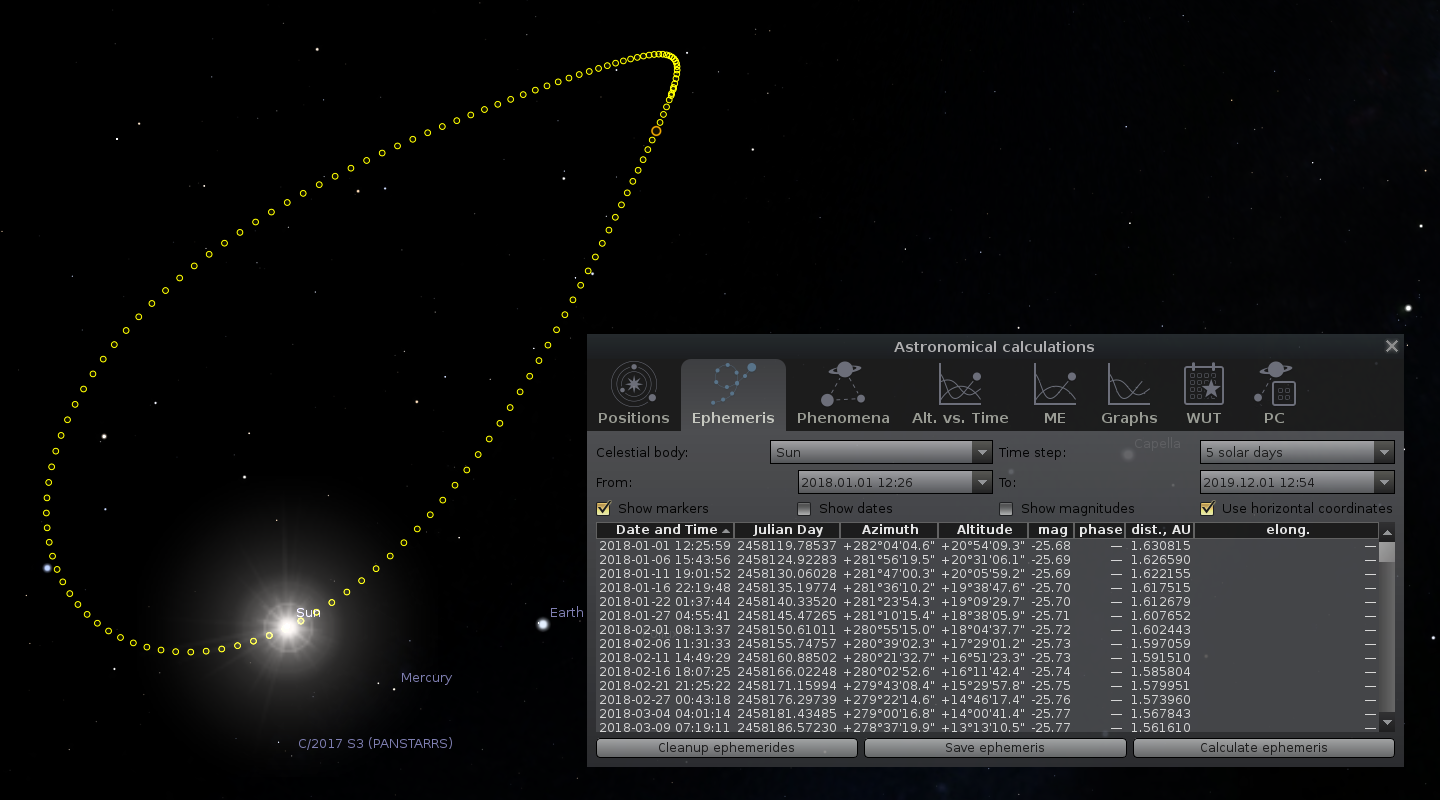 Astronomical calculations
Positions Ephemeris Phenomena Alt. vs. Time ME Graphs WUT PC
Capella
Celestial body: Sun Time step: 5 solar days
From: 2018.01.01 12:26 To: 2019.12.01 12:54
Show markers Show dates Show magnitudes Use horizontal coordinates
Date and Time Julian Day Azimuth Altitude mag phase dist., AU elong.
2018-01-01 12:25:59 2458119.78537 +282°04'04.6" +20°54'09.3" -25.68 — 1.630815 —
2018-01-06 15:43:56 2458124.92283 +281°56'19.5" +20°31'06.1" -25.69 — 1.626590 —
2018-01-11 19:01:52 2458130.06028 +281°47'00.3" +20°05'59.2" -25.69 — 1.622155 —
2018-01-16 22:19:48 2458135.19774 +281°36'10.2" +19°38'47.6" -25.70 — 1.617515 —
2018-01-22 01:37:44 2458140.33520 +281°23'54.3" +19°09'29.7" -25.70 — 1.612679 —
2018-01-27 04:55:41 2458145.47265 +281°10'15.4" +18°38'05.9" -25.71 — 1.607652 —
2018-02-01 08:13:37 2458150.61011 +280°55'15.0" +18°04'37.7" -25.72 — 1.602443 —
2018-02-06 11:31:33 2458155.74757 +280°39'02.3" +17°29'01.2" -25.73 — 1.597059 —
2018-02-11 14:49:29 2458160.88502 +280°21'32.7" +16°51'23.3" -25.73 — 1.591510 —
2018-02-16 18:07:25 2458166.02248 +280°02'52.6" +16°11'42.4" -25.74 — 1.585804 —
2018-02-21 21:25:22 2458171.15994 +279°43'08.4" +15°29'57.8" -25.75 — 1.579951 —
2018-02-27 00:43:18 2458176.29739 +279°22'14.6" +14°46'17.4" -25.76 — 1.573960 —
2018-03-04 04:01:14 2458181.43485 +279°00'16.8" +14°00'41.4" -25.77 — 1.567843 —
2018-03-09 07:19:11 2458186.57230 +278°37'19.9" +13°13'10.5" -25.77 — 1.561610 —
Cleanup ephemerides Save ephemeris Calculate ephemeris
Sun
Earth
Mercury
C/2017 S3 (PANSTARRS)